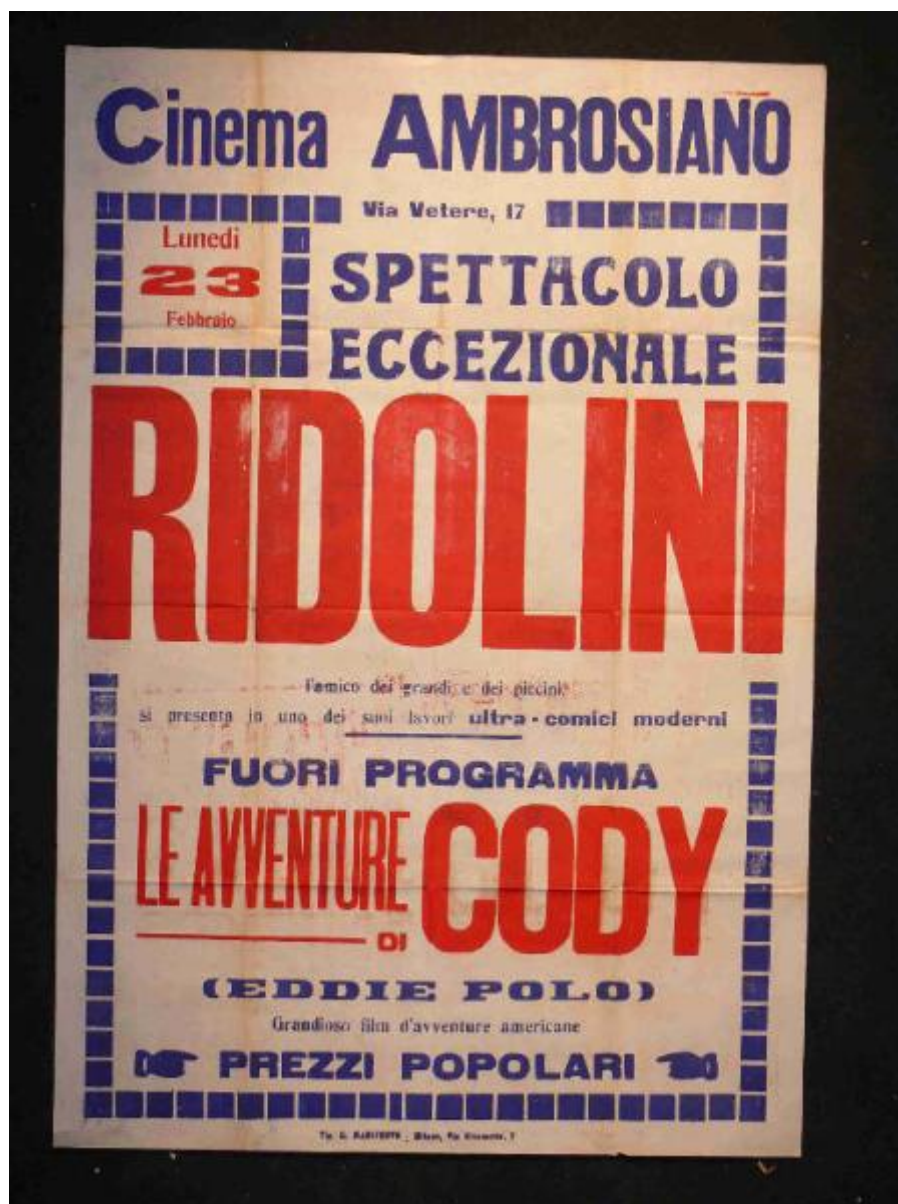 Cinema AMBROSIANO
Via Vetere, 17
Lunedì
23
Febbraio
SPETTACOLO
ECCEZIONALE
RIDOLINI
l'amico dei grandi e dei piccini,
si presenta in uno dei suoi lavori ultra-comici moderni
FUORI PROGRAMMA
LE AVVENTURE
DI CODY
(EDDIE POLO)
Grandioso film d'avventure americane
PREZZI POPOLARI
Milano, Via